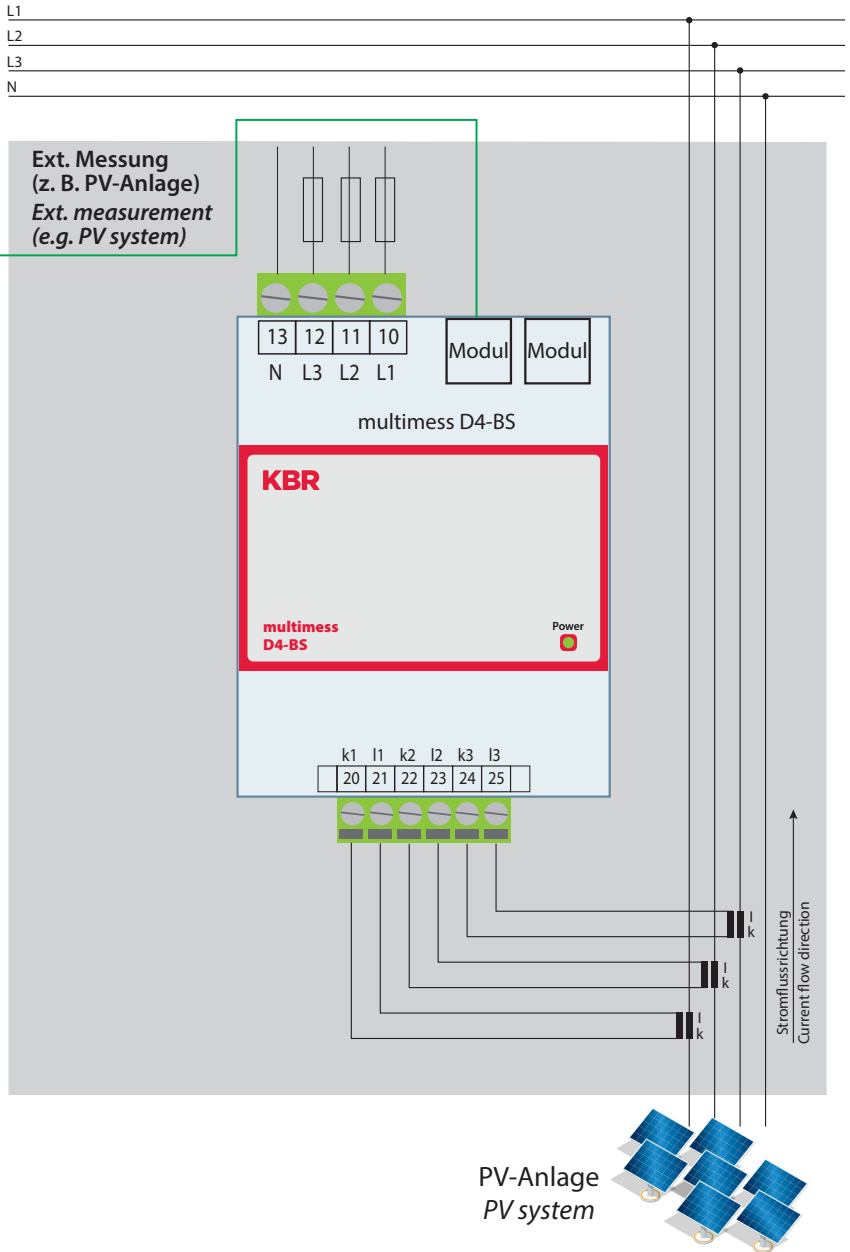 L1
L2
L3
N
Ext. Messung
(z. B. PV-Anlage)
Ext. measurement
(e.g. PV system)
13 12 11 10
N L3 L2 L1
Modul Modul
multimess D4-BS
KBR
multimess
D4-BS
Power
k1 l1 k2 l2 k3 l3
20 21 22 23 24 25
l
k
l
k
l
k
Stromflussrichtung
Current flow direction
PV-Anlage
PV system